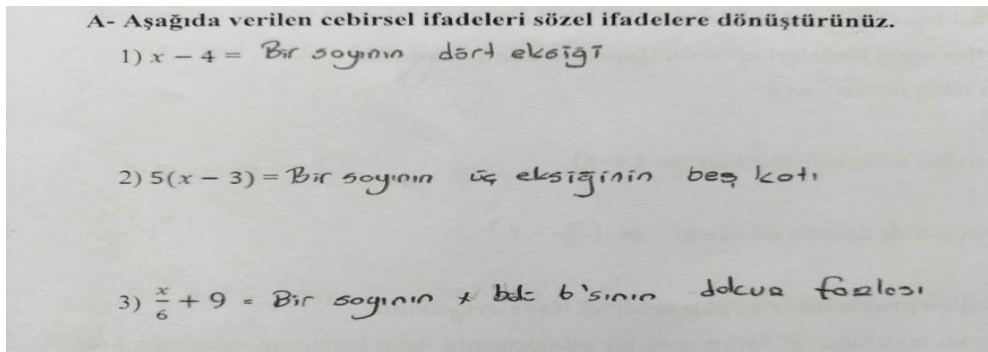 A- Aşağıda verilen cebirsel ifadeleri sözel ifadelere dönüştürünüz.
1) x − 4 = Bir sayının dört eksiği
2) 5(x − 3) = Bir sayının üç eksiğinin beş katı
3) x/6 + 9 = Bir sayının 6'sının dokuz fazlası